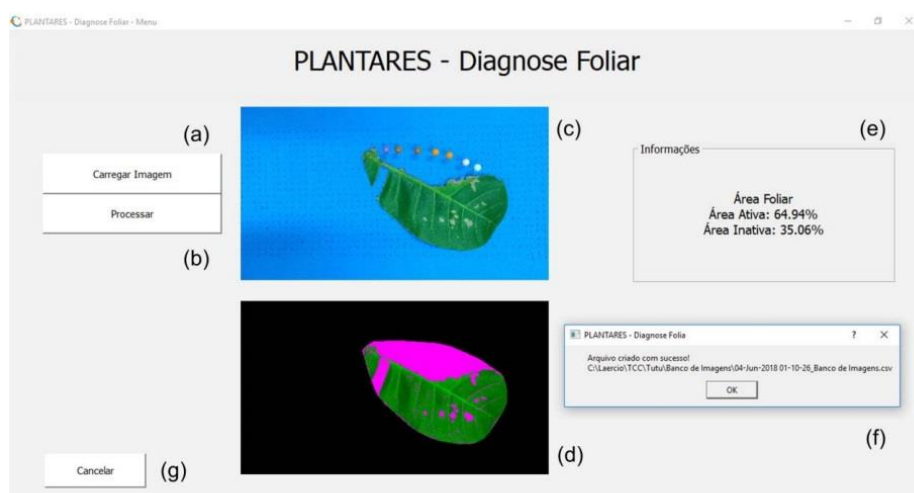 PLANTARES - Diagnose Foliar - Menu
PLANTARES - Diagnose Foliar
(a)
Carregar Imagem
Processar
(b)
(c)
(e)
Informações
Área Foliar
Área Ativa: 64.94%
Área Inativa: 35.06%
PLANTARES - Diagnose Folia
?
Arquivo criado com sucesso!
C:\Laercio\TCC\Tutu\Banco de Imagens\04-Jun-2018 01-10-26_Banco de Imagens.csv
OK
(d)
(f)
Cancelar
(g)